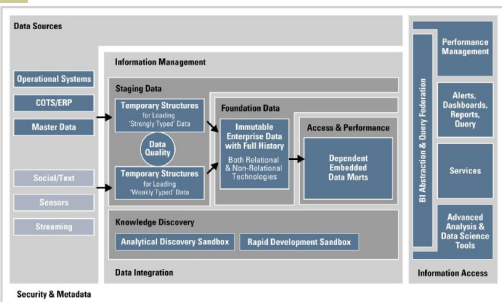 Data Sources
Operational Systems
COTS/ERP
Master Data
Social/Text
Sensors
Streaming
Information Management
Staging Data
Temporary Structures
for Loading
'Strongly Typed' Data
Data
Quality
Temporary Structures
for Loading
'Weakly Typed' Data
Foundation Data
Immutable
Enterprise Data
with Full History
Both Relational
& Non-Relational
Technologies
Access & Performance
Dependent
Embedded
Data Marts
Knowledge Discovery
Analytical Discovery Sandbox
Rapid Development Sandbox
Data Integration
BI Abstraction & Query Federation
Performance
Management
Alerts,
Dashboards,
Reports,
Query
Services
Advanced
Analysis &
Data Science
Tools
Information Access
Security & Metadata